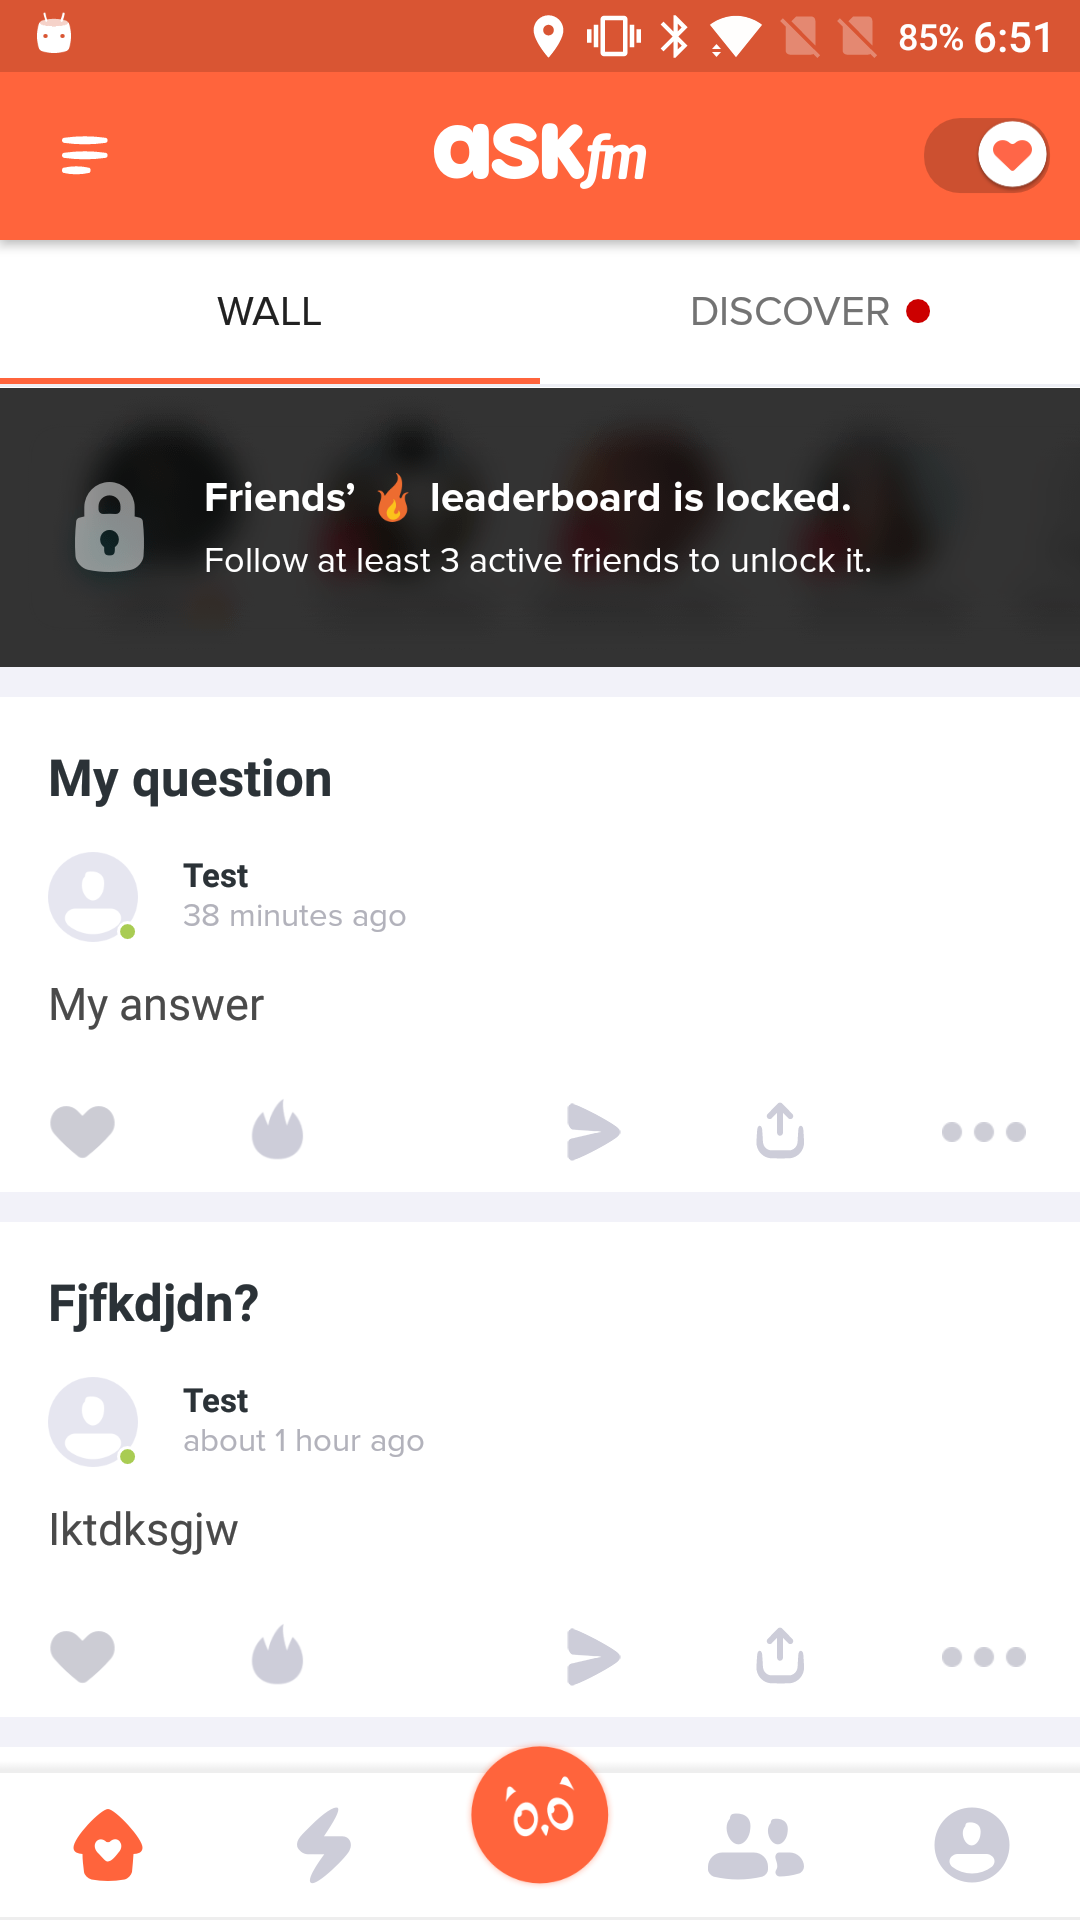 85% 6:51
ASKfm
WALL
DISCOVER
Friends’ 🔥 leaderboard is locked.
Follow at least 3 active friends to unlock it.
My question
Test
38 minutes ago
My answer
Fjfkdjdn?
Test
about 1 hour ago
Iktdksgjw